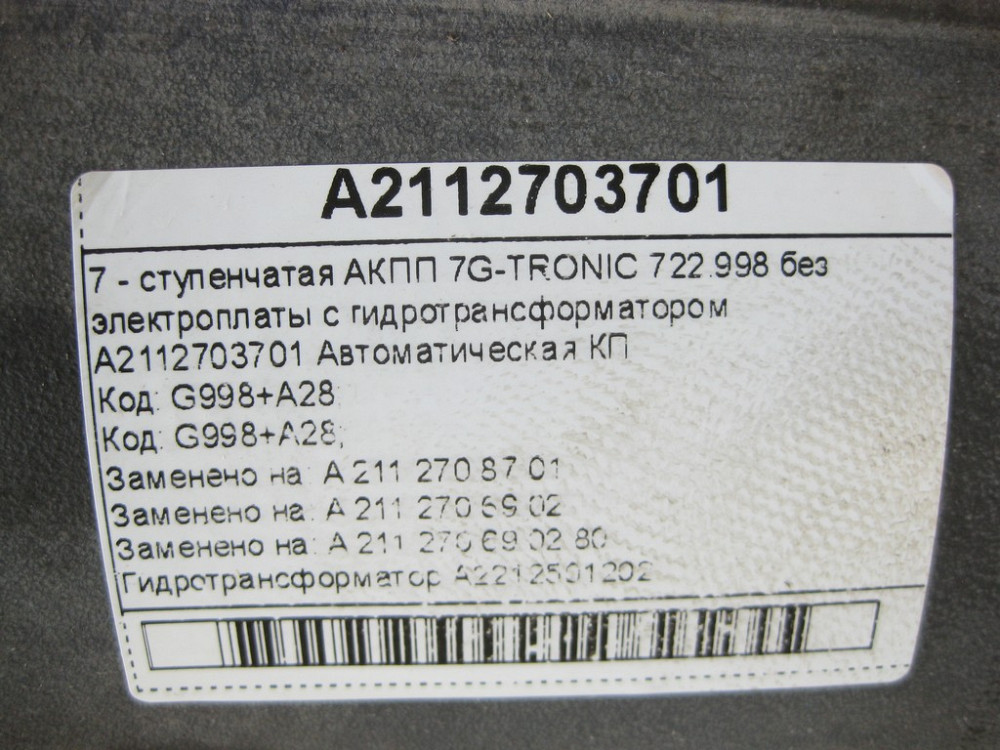 A2112703701
7 - ступенчатая АКПП 7G-TRONIC 722.998 без
электроплаты с гидротрансформатором
A2112703701 Автоматическая КП
Код: G998+A28;
Код: G998+A28;
Заменено на: A 211 270 87 01
Заменено на: A 211 270 69 02
Заменено на: A 211 270 69 02 80
Гидротрансформатор A2212501202